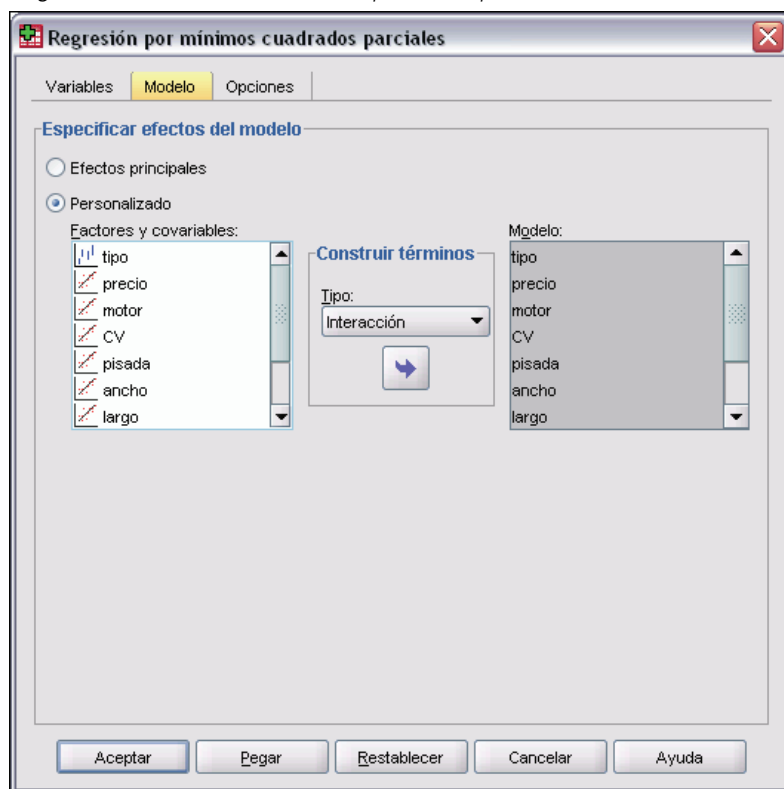 Regresión por mínimos cuadrados parciales
Variables
Modelo
Opciones
Especificar efectos del modelo
Efectos principales
Personalizado
Factores y covariables:
tipo
precio
motor
CV
pisada
ancho
largo
Construir términos
Tipo:
Interacción
Modelo:
tipo
precio
motor
CV
pisada
ancho
largo
Aceptar
Pegar
Restablecer
Cancelar
Ayuda